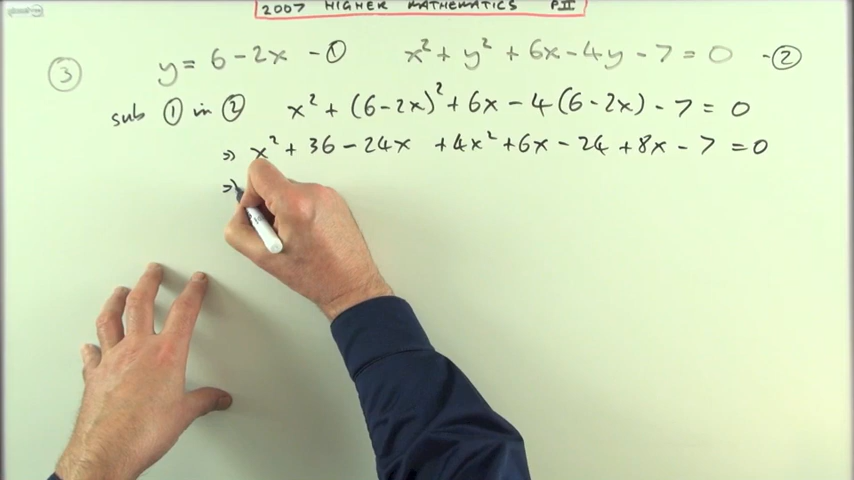 2007 HIGHER MATHEMATICS PII
③ y = 6 - 2x - ① x² + y² + 6x - 4y - 7 = 0 - ②
sub ① in ② x² + (6-2x)² + 6x - 4(6-2x) - 7 = 0
⇒ x² + 36 - 24x + 4x² + 6x - 24 + 8x - 7 = 0
⇒